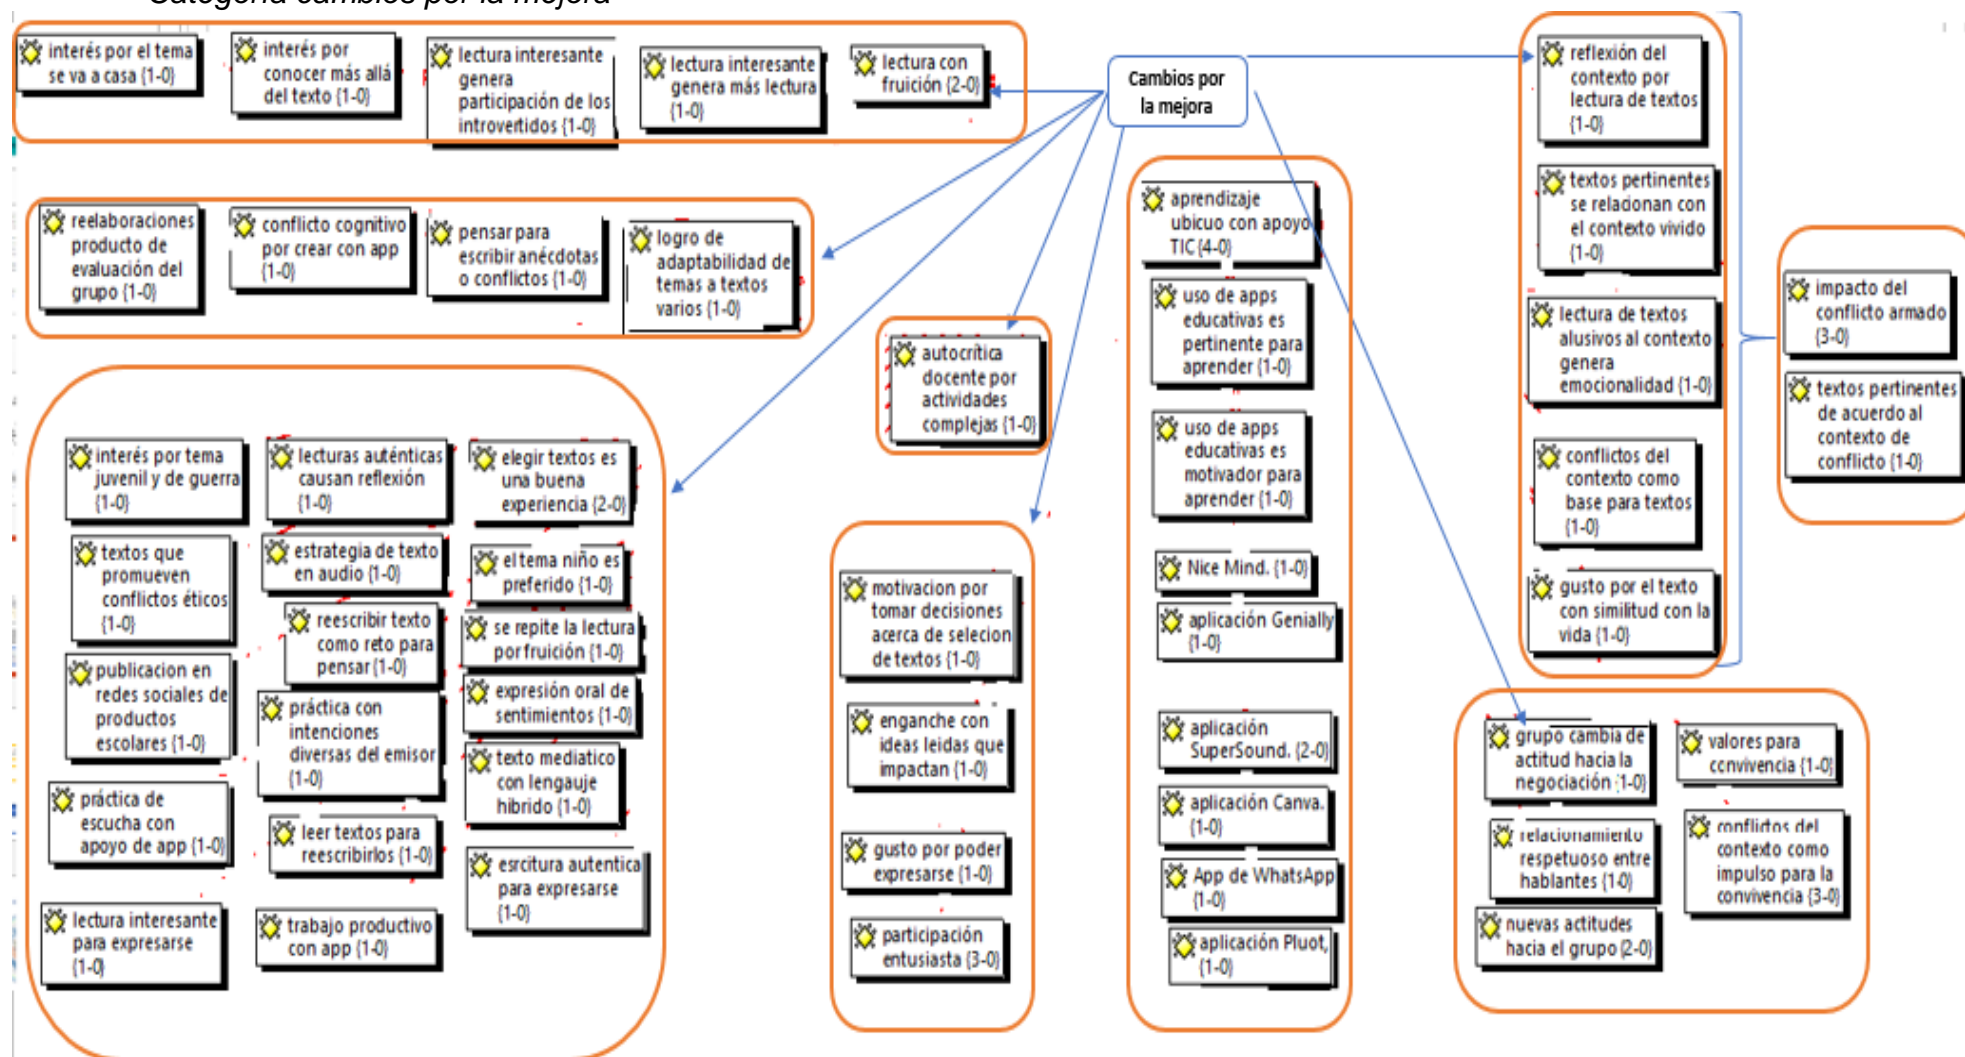 Categoría cambios por la mejora
interés por el tema
se va a casa {1-0}
interés por
conocer más allá
del texto {1-0}
lectura interesante
genera
participación de los
introvertidos {1-0}
lectura interesante
genera más lectura
{1-0}
lectura con
fruición {2-0}
Cambios por
la mejora
reelaboraciones
producto de
evaluación del
grupo {1-0}
conflicto cognitivo
por crear con app
{1-0}
pensar para
escribir anécdotas
o conflictos {1-0}
logro de
adaptabilidad de
temas a textos
varios {1-0}
autocrítica
docente por
actividades
complejas {1-0}
interés por tema
juvenil y de guerra
{1-0}
textos que
promueven
conflictos éticos
{1-0}
publicacion en
redes sociales de
productos
escolares {1-0}
práctica de
escucha con
apoyo de app {1-0}
lectura interesante
para expresarse
{1-0}
lecturas auténticas
causan reflexión
{1-0}
estrategia de texto
en audio {1-0}
reescribir texto
como reto para
pensar {1-0}
práctica con
intenciones
diversas del emisor
{1-0}
leer textos para
reescribirlos {1-0}
trabajo productivo
con app {1-0}
elegir textos es
una buena
experiencia {2-0}
el tema niño es
preferido {1-0}
se repite la lectura
por fruición {1-0}
expresión oral de
sentimientos {1-0}
texto mediatico
con lengauje
hibrido {1-0}
escritura autentica
para expresarse
{1-0}
motivacion por
tomar decisiones
acerca de selecion
de textos {1-0}
enganche con
ideas leidas que
impactan {1-0}
gusto por poder
expresarse {1-0}
participación
entusiasta {3-0}
aprendizaje
ubicuo con apoyo
TIC {4-0}
uso de apps
educativas es
pertinente para
aprender {1-0}
uso de apps
educativas es
motivador para
aprender {1-0}
Nice Mind. {1-0}
aplicación Genially
{1-0}
aplicación
SuperSound. {2-0}
aplicación Canva.
{1-0}
App de WhatsApp
{1-0}
aplicación Pluot,
{1-0}
reflexión del
contexto por
lectura de textos
{1-0}
textos pertinentes
se relacionan con
el contexto vivido
{1-0}
lectura de textos
alusivos al contexto
genera
emocionalidad {1-0}
conflictos del
contexto como
base para textos
{1-0}
gusto por el texto
con similitud con la
vida {1-0}
impacto del
conflicto armado
{3-0}
textos pertinentes
de acuerdo al
contexto de
conflicto {1-0}
grupo cambia de
actitud hacia la
negociación {1-0}
relacionamiento
respetuoso entre
hablantes {1-0}
nuevas actitudes
hacia el grupo {2-0}
valores para
convivencia {1-0}
conflictos del
contexto como
impulso para la
convivencia {3-0}